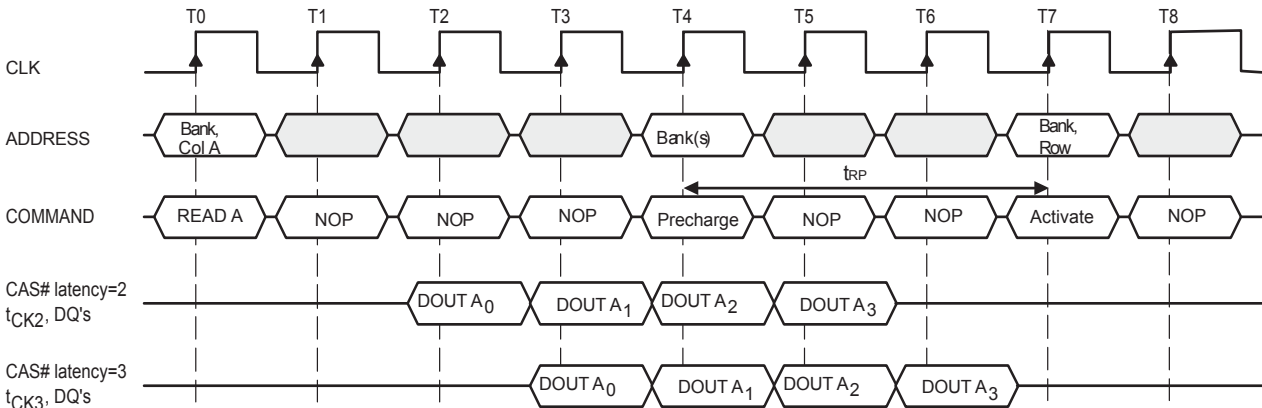 T0 T1 T2 T3 T4 T5 T6 T7 T8
CLK
ADDRESS
Bank, Col A
Bank(s)
Bank, Row
tRP
COMMAND
READ A NOP NOP NOP Precharge NOP NOP Activate NOP
CAS# latency=2
tCK2, DQ's
DOUT A0 DOUT A1 DOUT A2 DOUT A3
CAS# latency=3
tCK3, DQ's
DOUT A0 DOUT A1 DOUT A2 DOUT A3